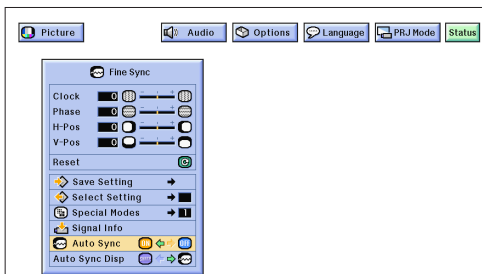 Picture Audio Options Language PRJ Mode Status
Fine Sync
Clock 0
Phase 0
H-Pos 0
V-Pos 0
Reset
Save Setting
Select Setting
Special Modes 1
Signal Info
Auto Sync ON OFF
Auto Sync Disp